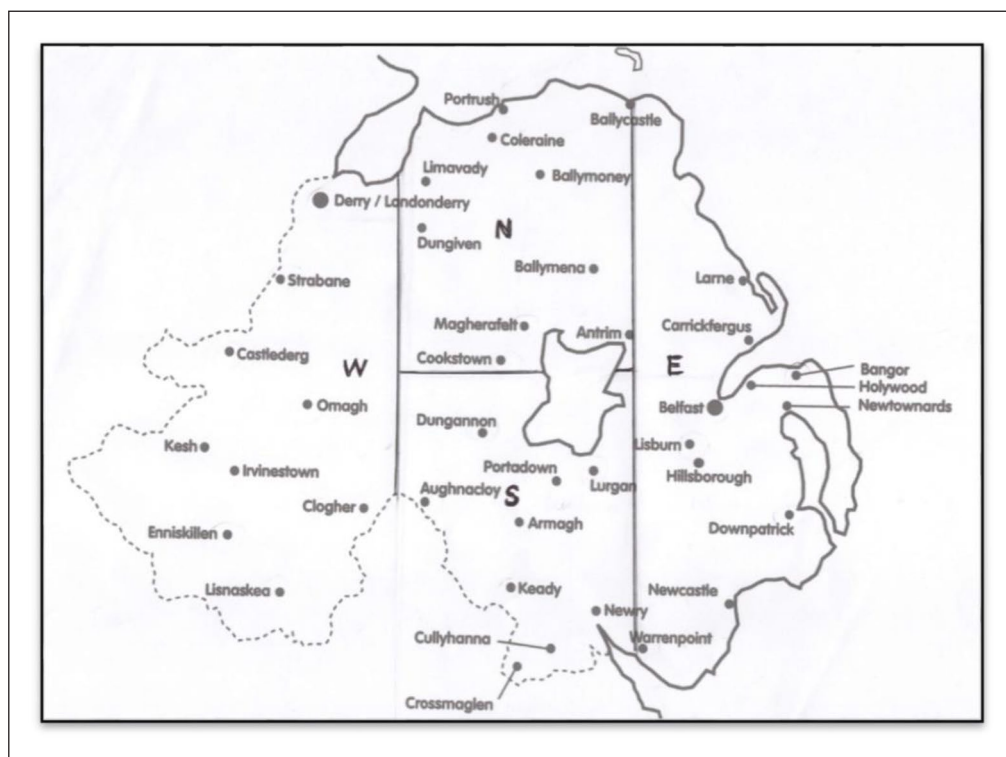 Portrush
Ballycastle
Coleraine
Limavady
Ballymoney
Derry / Londonderry
N
Dungiven
Ballymena
Strabane
Larne
Magherafelt
Antrim
Carrickfergus
Castlederg
Cookstown
W
E
Bangor
Holywood
Omagh
Belfast
Newtownards
Dungannon
Kesh
Lisburn
Irvinestown
Portadown
Hillsborough
Aughnacloy
S
Lurgan
Clogher
Armagh
Downpatrick
Enniskillen
Lisnaskea
Keady
Newcastle
Newry
Cullyhanna
Warrenpoint
Crossmaglen